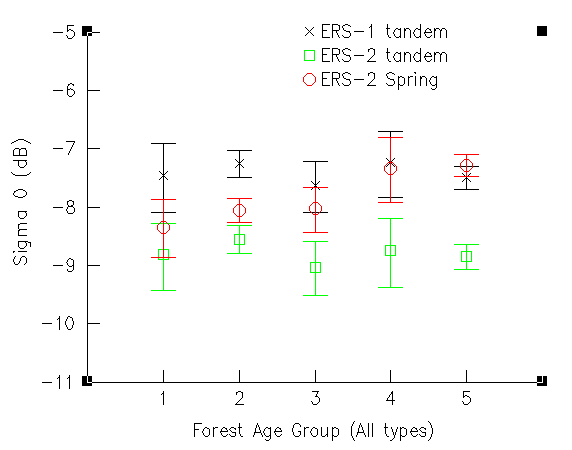 ERS-1 tandem
ERS-2 tandem
ERS-2 Spring
Sigma 0 (dB)
-5
-6
-7
-8
-9
-10
-11
1 2 3 4 5
Forest Age Group (All types)